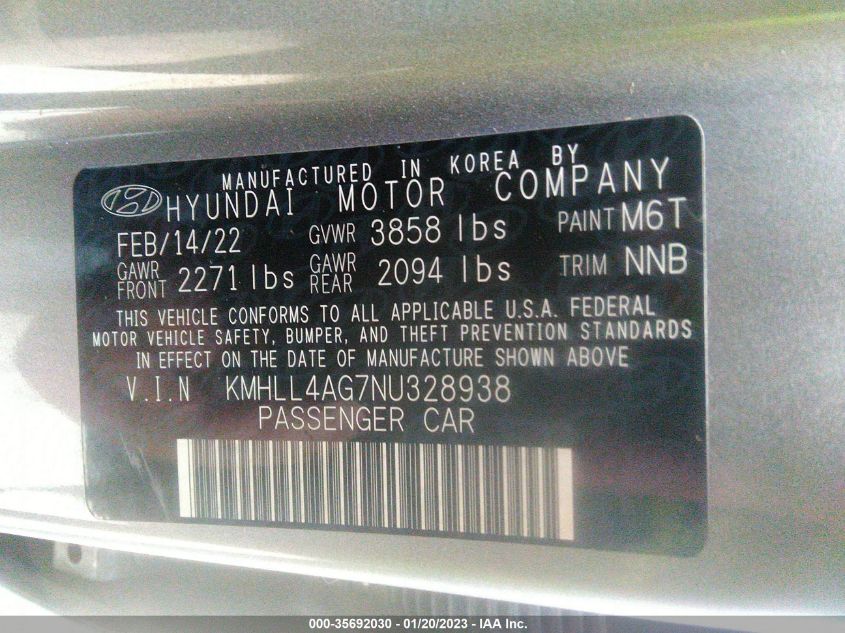 MANUFACTURED IN KOREA BY
HYUNDAI MOTOR COMPANY
FEB/14/22 GVWR 3858 lbs PAINT M6T
GAWR FRONT 2271 lbs GAWR REAR 2094 lbs TRIM NNB
THIS VEHICLE CONFORMS TO ALL APPLICABLE U.S.A. FEDERAL
MOTOR VEHICLE SAFETY, BUMPER, AND THEFT PREVENTION STANDARDS
IN EFFECT ON THE DATE OF MANUFACTURE SHOWN ABOVE
V.I.N KMHLL4AG7NU328938
PASSENGER CAR
000-35692030 - 01/20/2023 - IAA Inc.